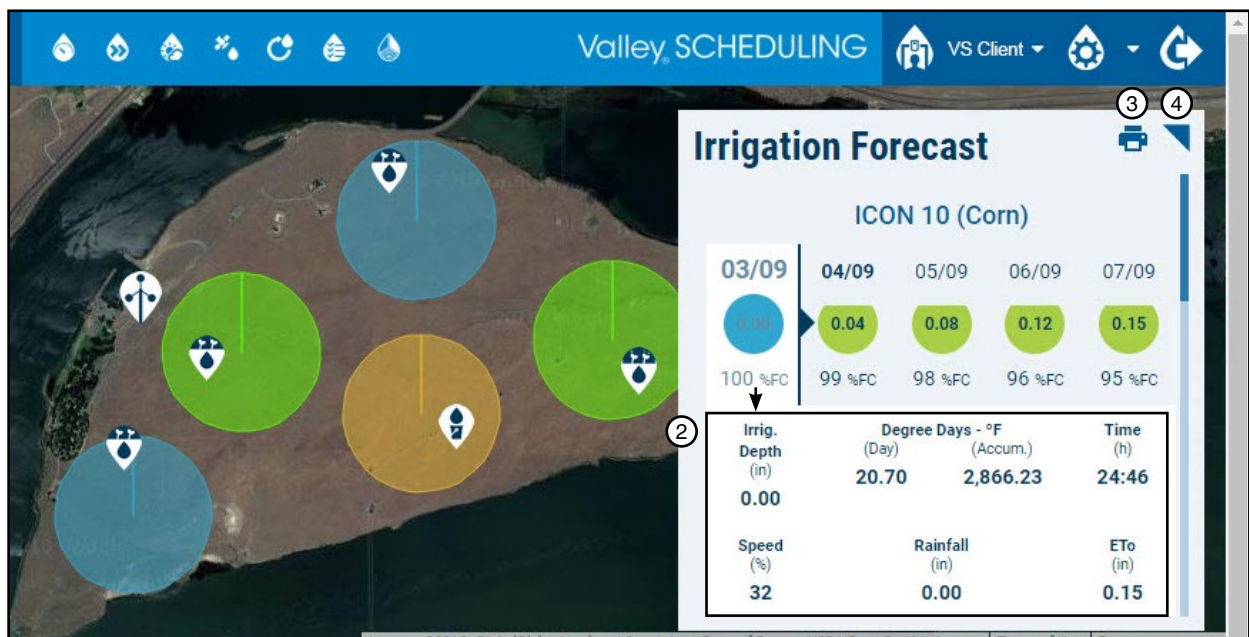 Valley® SCHEDULING
VS Client
3
4
Irrigation Forecast
ICON 10 (Corn)
03/09 04/09 05/09 06/09 07/09
0.00 0.04 0.08 0.12 0.15
100 %FC 99 %FC 98 %FC 96 %FC 95 %FC
2
Irrig. Degree Days - °F Time
Depth (Day) (Accum.) (h)
(in) 20.70 2,866.23 24:46
0.00
Speed Rainfall ETo
(%) (in) (in)
32 0.00 0.15